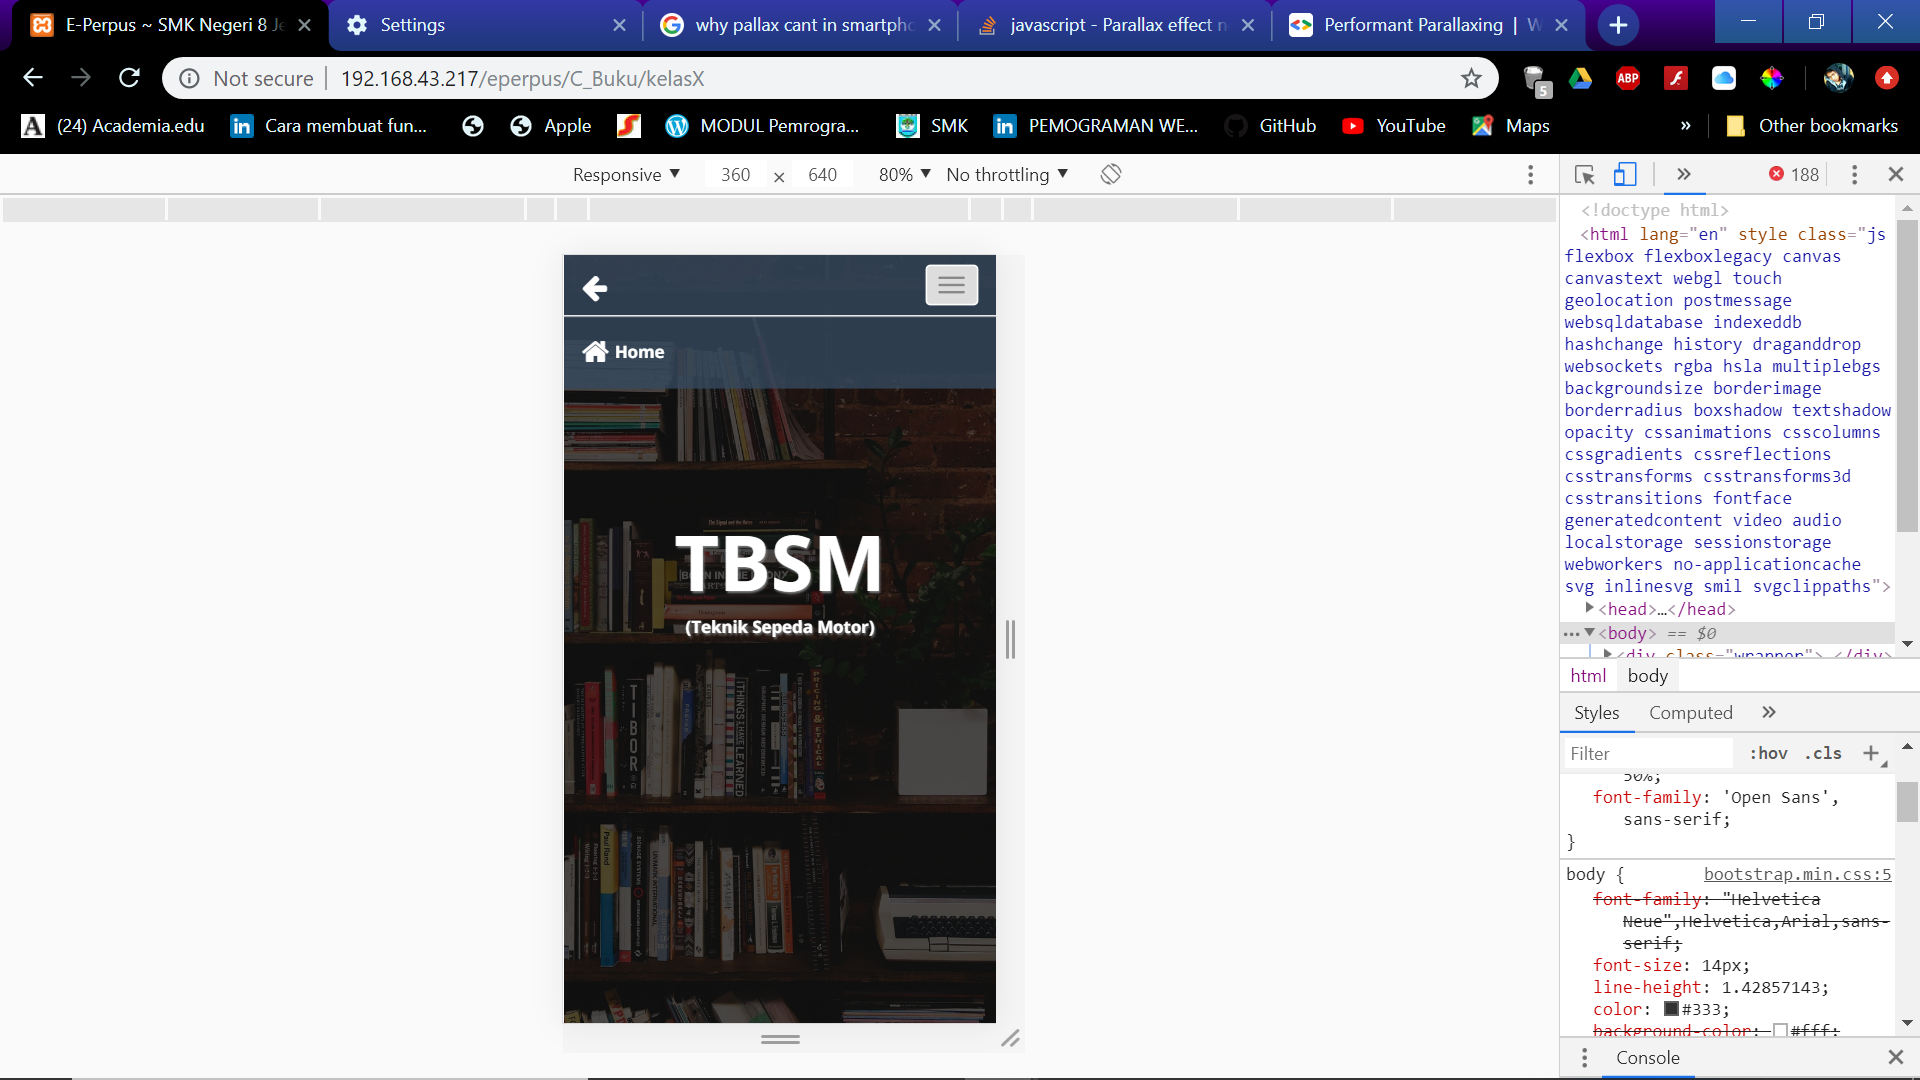 E-Perpus ~ SMK Negeri 8 Je
Settings
why pallax cant in smartpho
javascript - Parallax effect n
Performant Parallaxing | W
Not secure | 192.168.43.217/eperpus/C_Buku/kelasX
5
ABP
(24) Academia.edu
Cara membuat fun...
Apple
MODUL Pemrogra...
SMK
PEMOGRAMAN WE...
GitHub
YouTube
Maps
»
Other bookmarks
Responsive ▼ 360 × 640 80% ▼ No throttling ▼
» 188
<!doctype html>
<html lang="en" style class="js
flexbox flexboxlegacy canvas
canvastext webgl touch
geolocation postmessage
websqldatabase indexeddb
hashchange history draganddrop
websockets rgba hsla multiplebgs
backgroundsize borderimage
borderradius boxshadow textshadow
opacity cssanimations csscolumns
cssgradients cssreflections
csstransforms csstransforms3d
csstransitions fontface
generatedcontent video audio
localstorage sessionstorage
webworkers no-applicationcache
svg inlinesvg smil svgclippaths">
<head>…</head>
<body> == $0
<div class="wrapper"> </div>
html body
Styles Computed »
Filter :hov .cls +
50%;
font-family: 'Open Sans',
sans-serif;
}
body { bootstrap.min.css:5
font-family: "Helvetica
Neue",Helvetica,Arial,sans-
serif;
font-size: 14px;
line-height: 1.42857143;
color: #333;
background-color: #fff;
Console
Home
TBSM
(Teknik Sepeda Motor)
TIBOR
THINGS I HAVE LEARNED
PRICING & ETHICAL